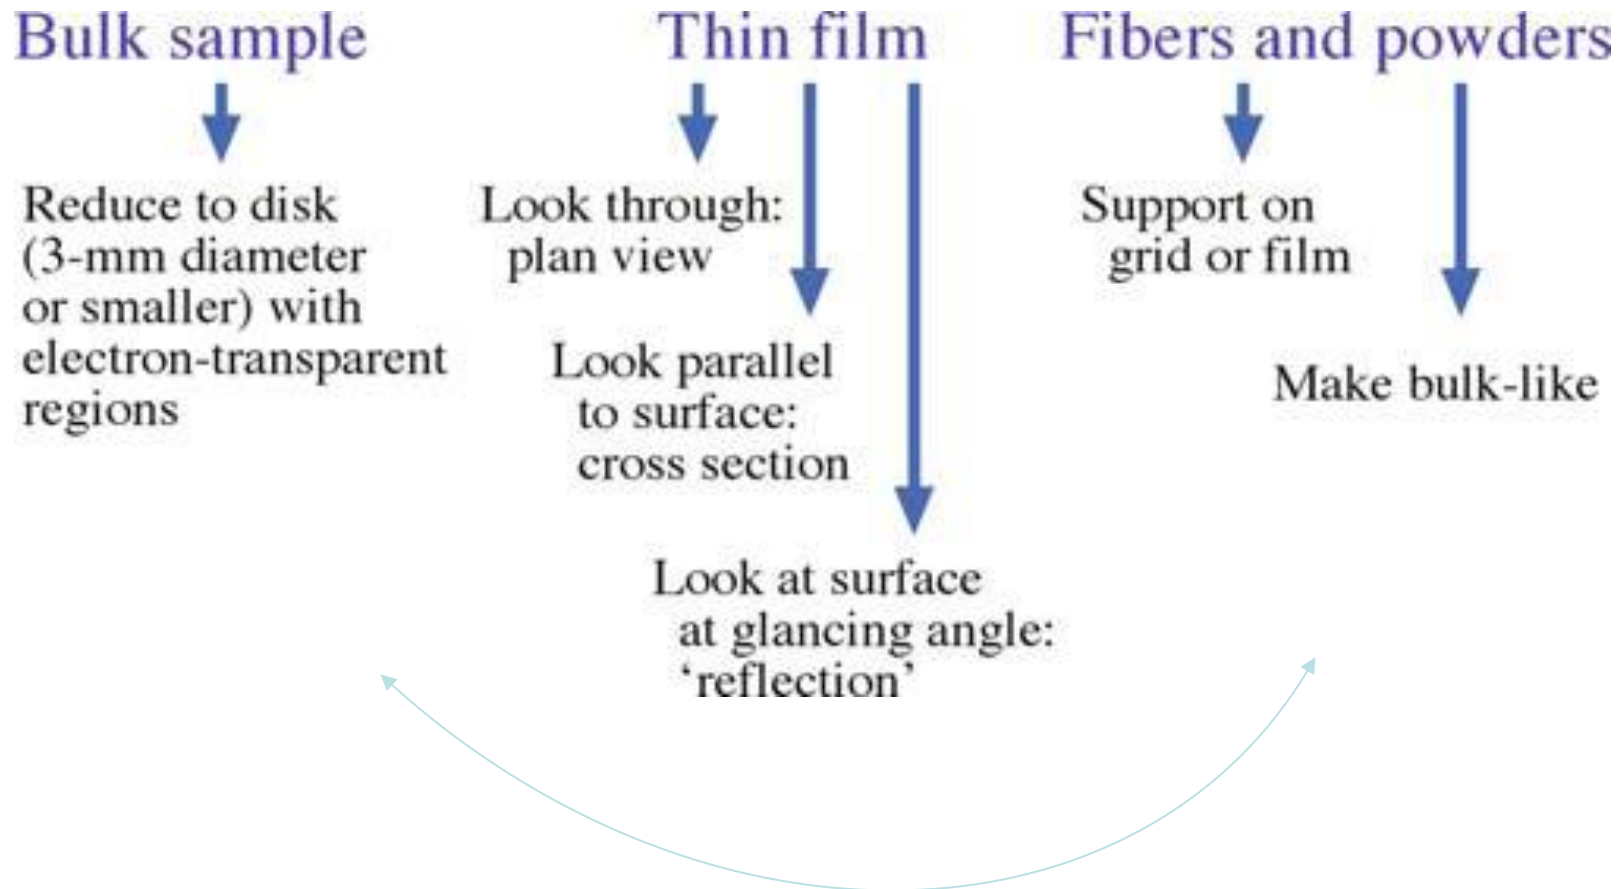 Bulk sample
Reduce to disk
(3-mm diameter
or smaller) with
electron-transparent
regions
Thin film
Look through:
plan view
Look parallel
to surface:
cross section
Look at surface
at glancing angle:
‘reflection’
Fibers and powders
Support on
grid or film
Make bulk-like